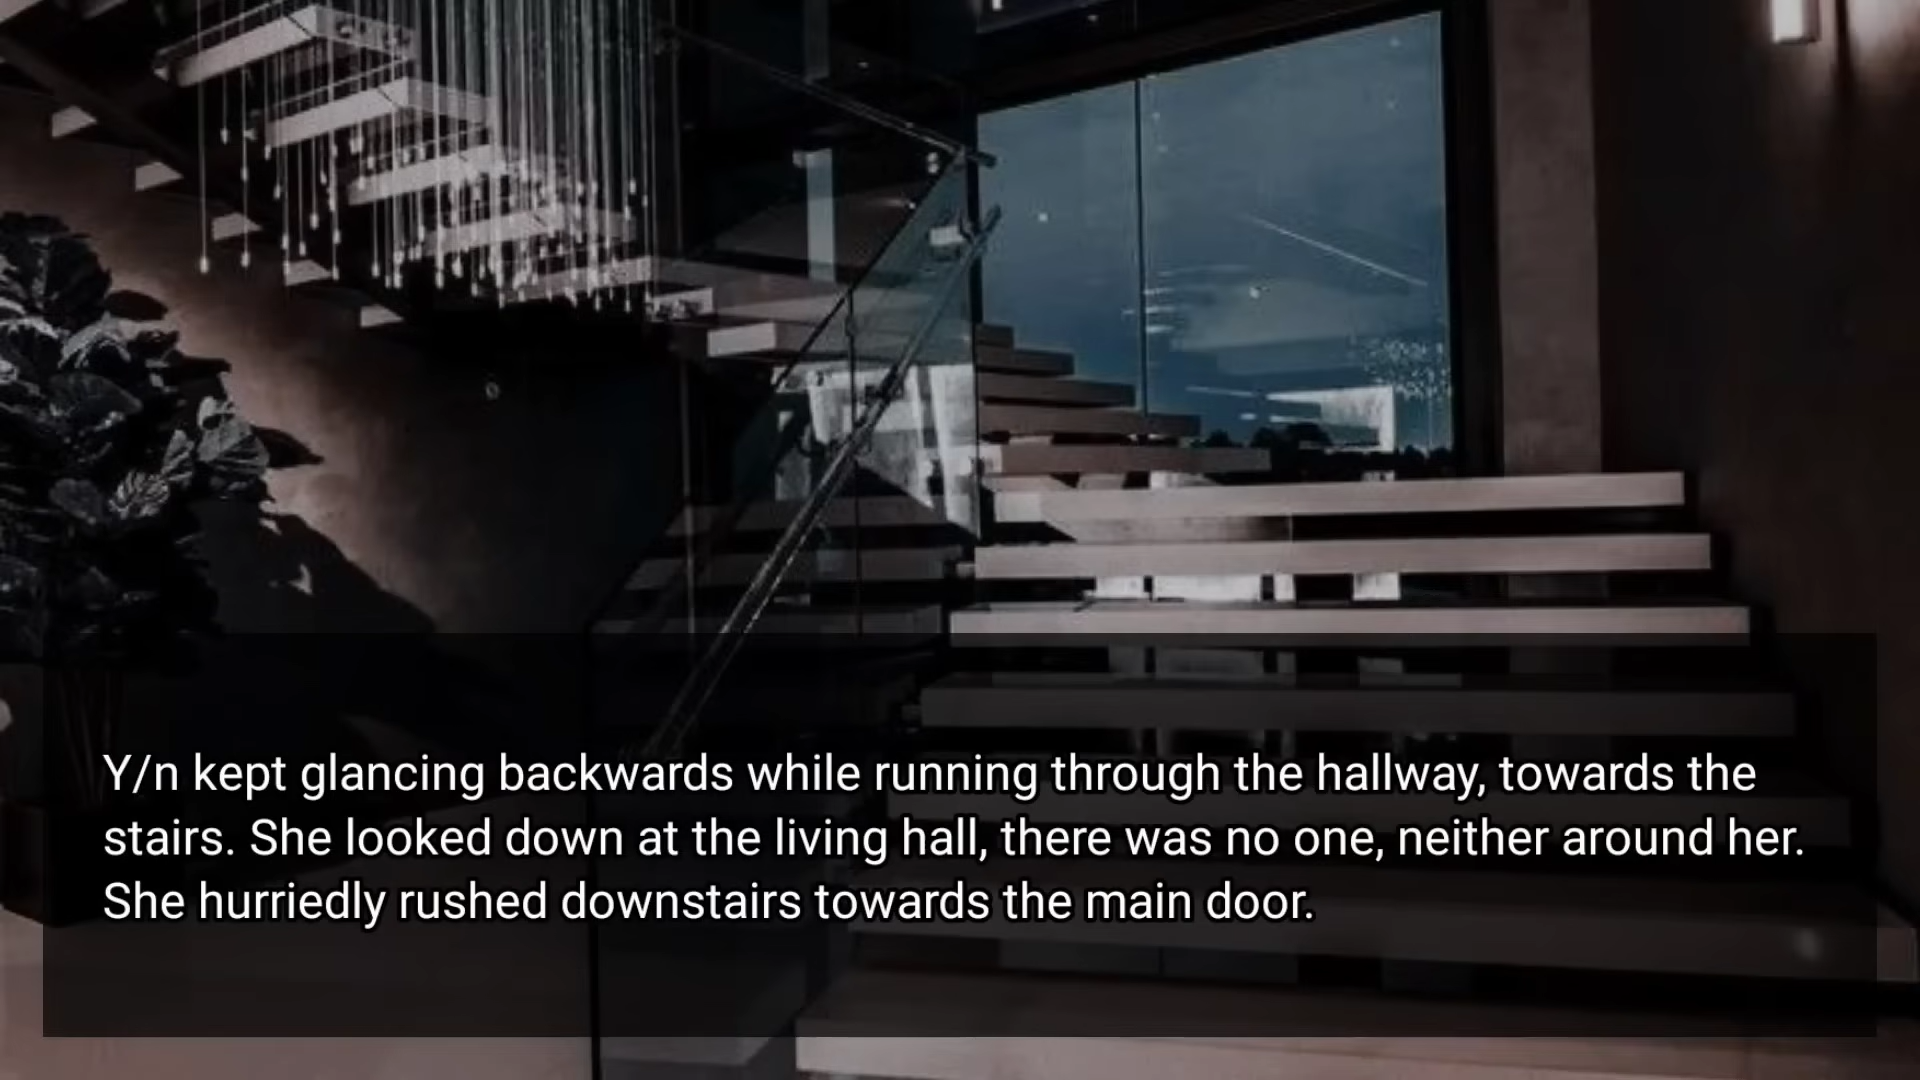 Y/n kept glancing backwards while running through the hallway, towards the
stairs. She looked down at the living hall, there was no one, neither around her.
She hurriedly rushed downstairs towards the main door.